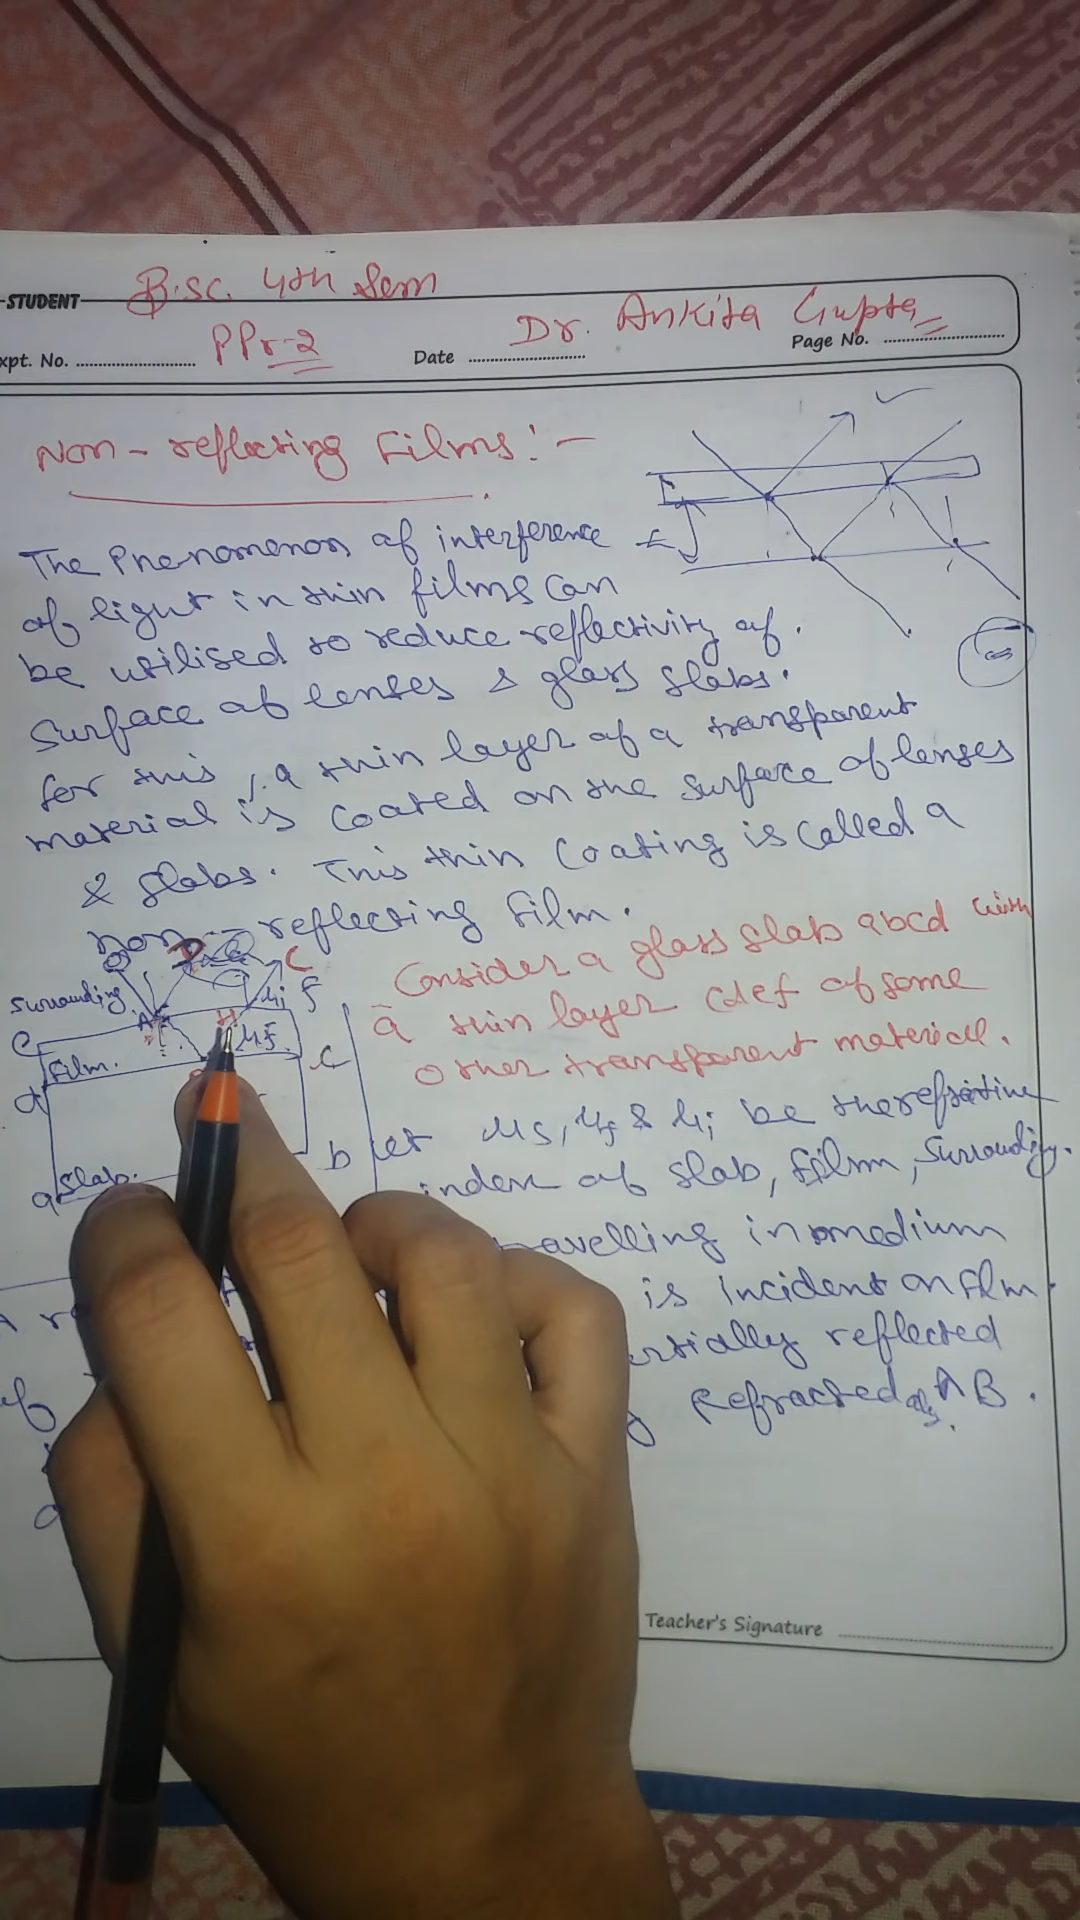 STUDENT B.sc. 4th Sem
Expt. No. PPr-2 Date Dr. Ankita Gupta Page No.
Non-reflecting Films:-
The Phenomenon of interference
of light in thin films can
be utilised to reduce reflectivity of
Surface of lenses & glass slabs.
for this, a thin layer of a transparent
material is coated on the surface of lenses
& slabs. This thin Coating is called a
non-reflecting film.
Consider a glass slab abcd with
a thin layer cdef of some
other transparent material.
Surrounding
D
C
A
H
μi
f
e
film.
μf
c
d
b
a
slab.
let μs, μf & μi be the refractive
index of slab, film, surrounding.
travelling in medium
is incident on film.
partially reflected
refracted as AB.
t
Teacher's Signature